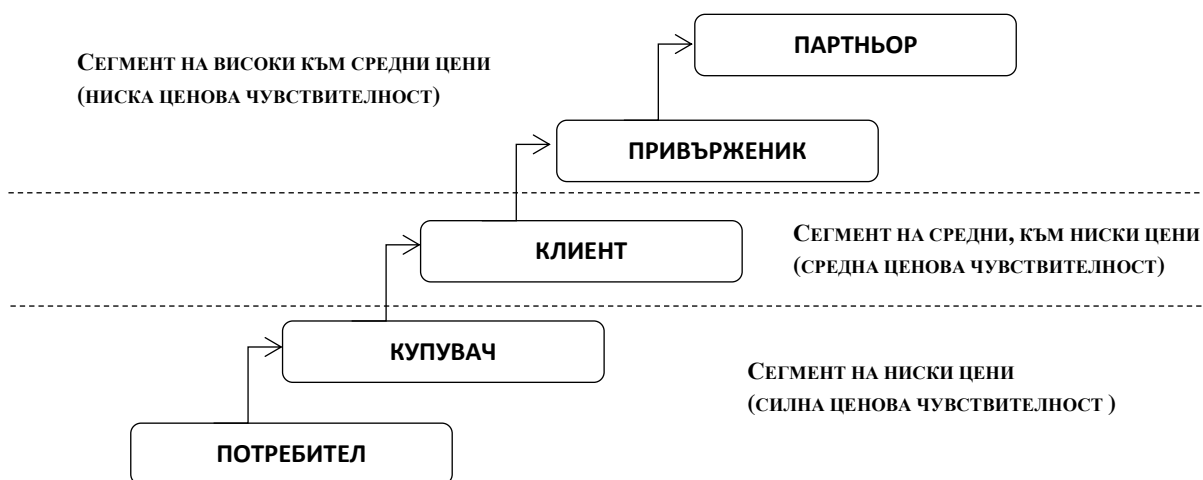 ПАРТНЬОР
СЕГМЕНТ НА ВИСОКИ КЪМ СРЕДНИ ЦЕНИ
(НИСКА ЦЕНОВА ЧУВСТВИТЕЛНОСТ)
ПРИВЪРЖЕНИК
КЛИЕНТ
СЕГМЕНТ НА СРЕДНИ, КЪМ НИСКИ ЦЕНИ
(СРЕДНА ЦЕНОВА ЧУВСТВИТЕЛНОСТ)
КУПУВАЧ
СЕГМЕНТ НА НИСКИ ЦЕНИ
(СИЛНА ЦЕНОВА ЧУВСТВИТЕЛНОСТ )
ПОТРЕБИТЕЛ